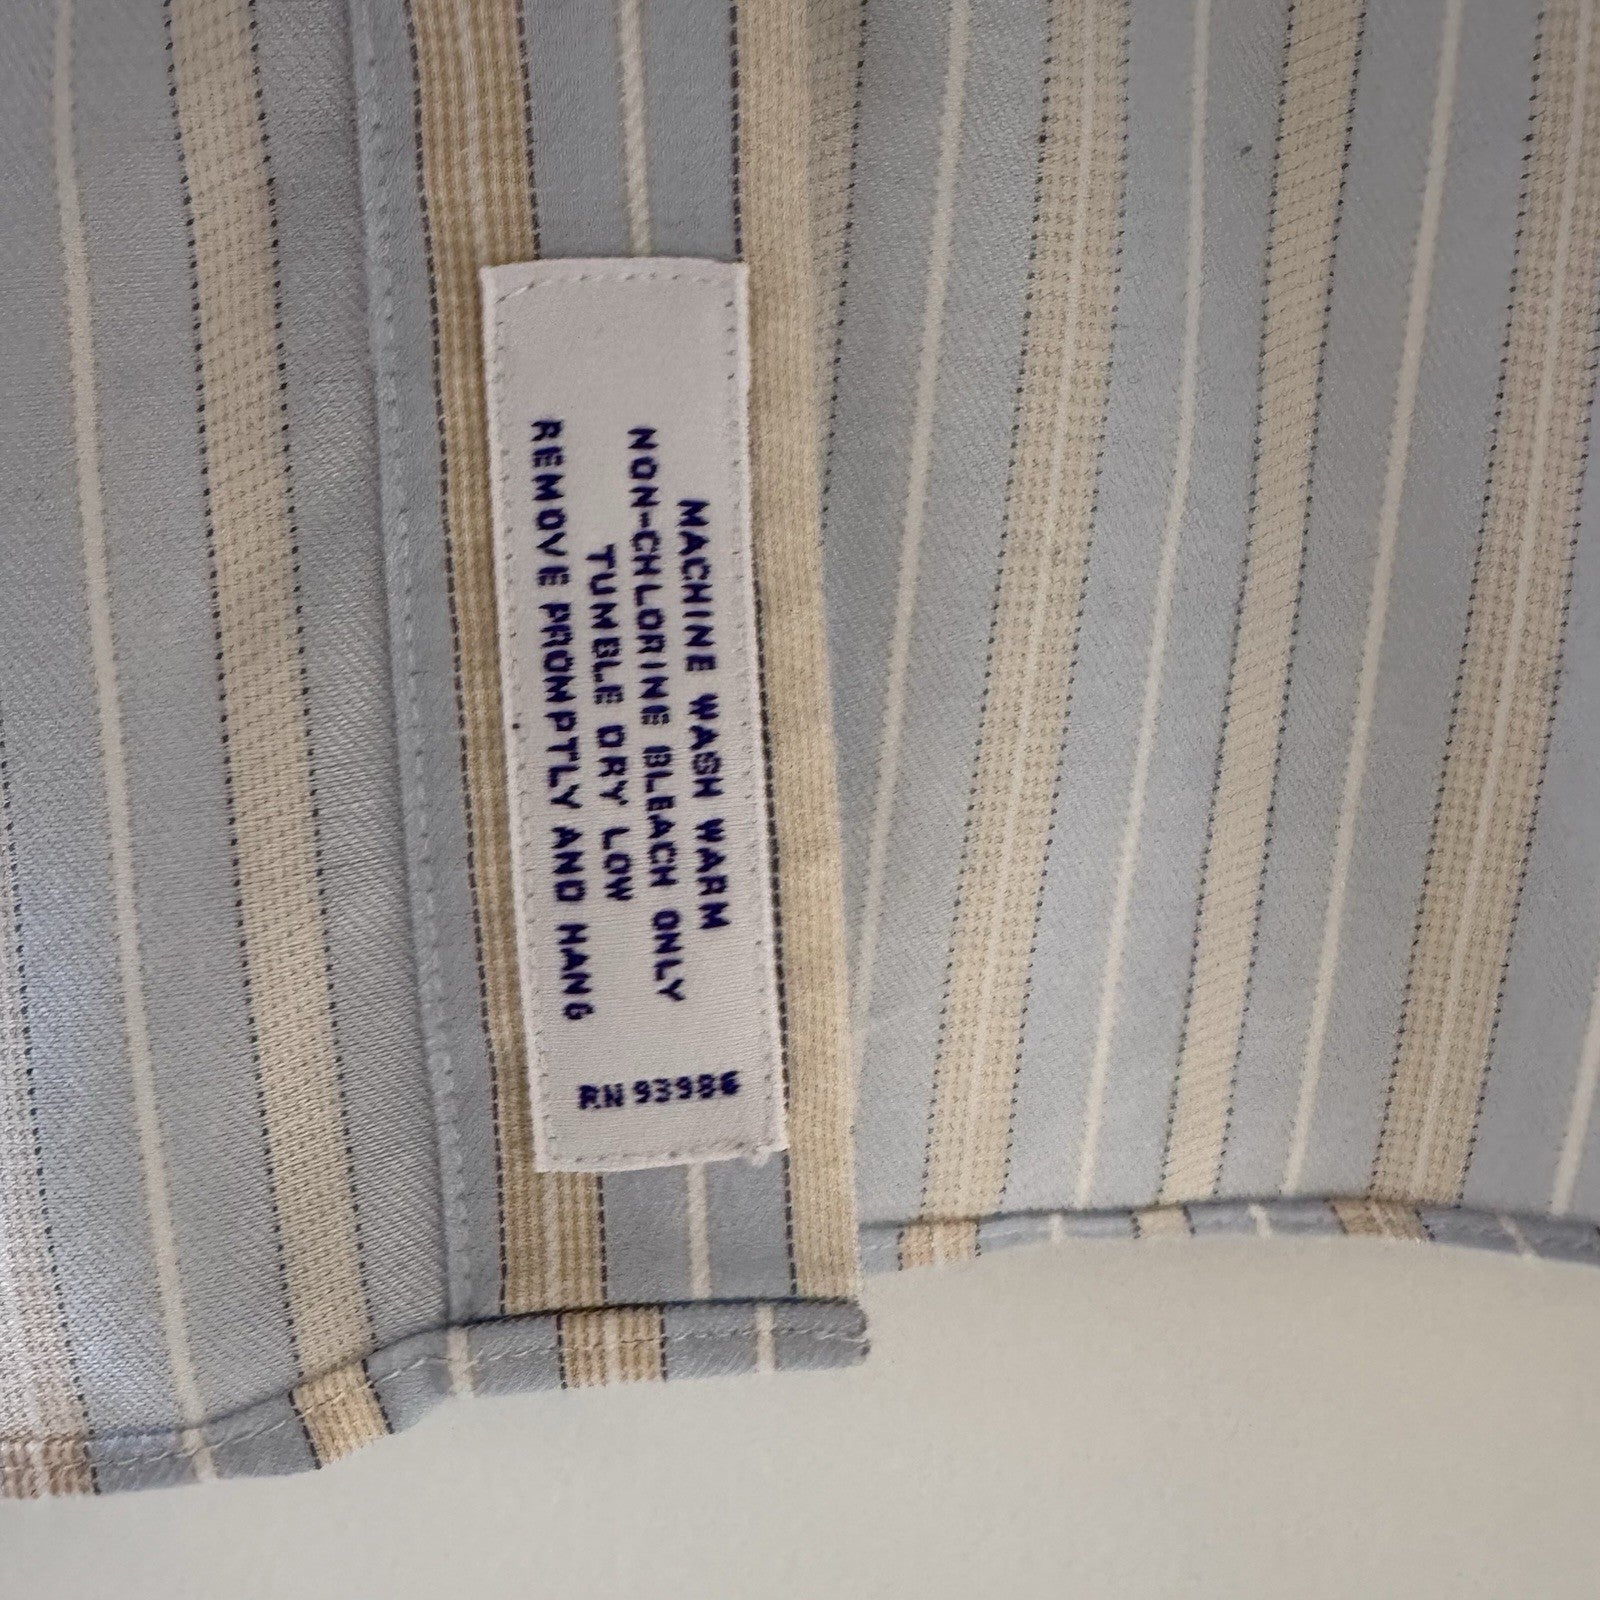 MACHINE WASH WARM
NON-CHLORINE BLEACH ONLY
TUMBLE DRY LOW
REMOVE PROMPTLY AND HANG
RN 93986